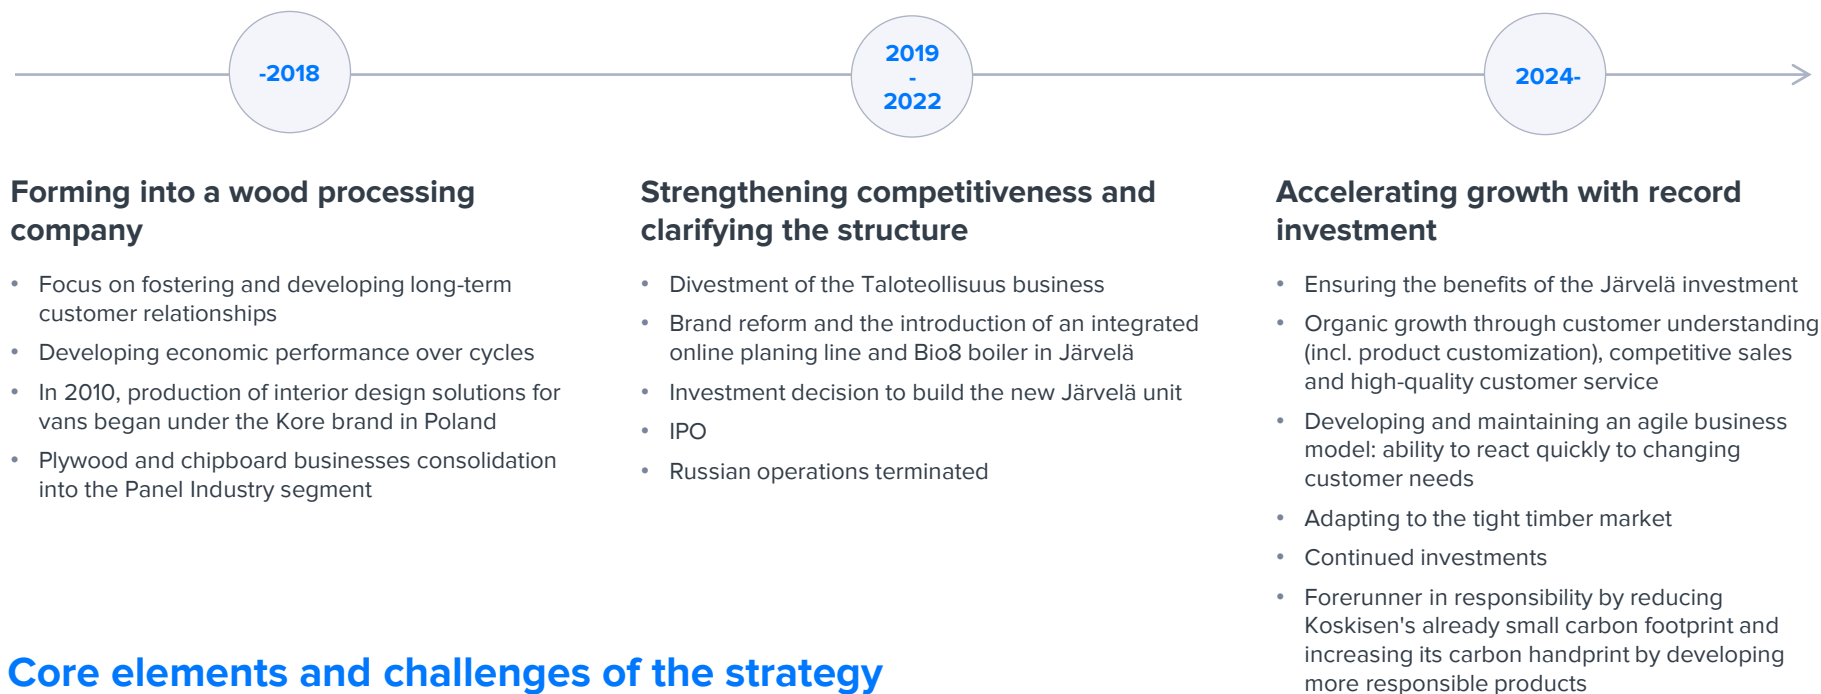 -2018
2019
-
2022
2024-
Forming into a wood processing
company
• Focus on fostering and developing long-term
customer relationships
• Developing economic performance over cycles
• In 2010, production of interior design solutions for
vans began under the Kore brand in Poland
• Plywood and chipboard businesses consolidation
into the Panel Industry segment
Strengthening competitiveness and
clarifying the structure
• Divestment of the Taloteollisuus business
• Brand reform and the introduction of an integrated
online planing line and Bio8 boiler in Järvelä
• Investment decision to build the new Järvelä unit
• IPO
• Russian operations terminated
Accelerating growth with record
investment
• Ensuring the benefits of the Järvelä investment
• Organic growth through customer understanding
(incl. product customization), competitive sales
and high-quality customer service
• Developing and maintaining an agile business
model: ability to react quickly to changing
customer needs
• Adapting to the tight timber market
• Continued investments
• Forerunner in responsibility by reducing
Koskisen's already small carbon footprint and
increasing its carbon handprint by developing
more responsible products
Core elements and challenges of the strategy